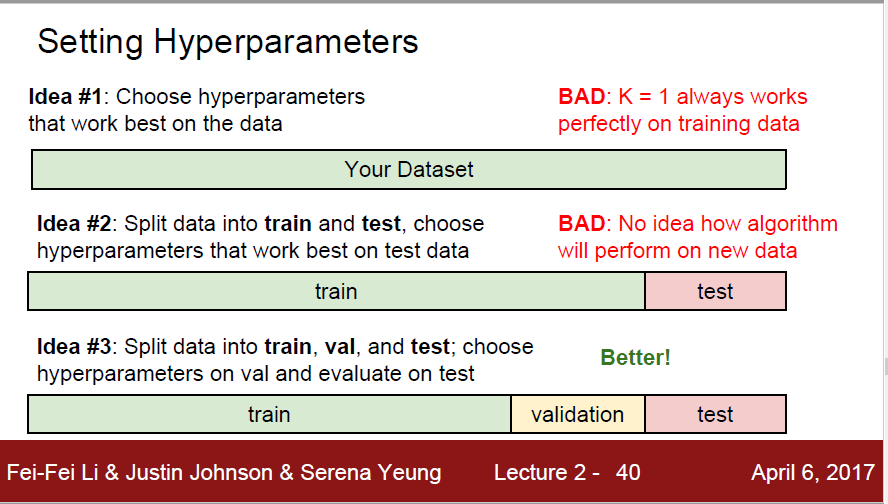 Setting Hyperparameters
Idea #1: Choose hyperparameters
that work best on the data
BAD: K = 1 always works
perfectly on training data
Your Dataset
Idea #2: Split data into train and test, choose
hyperparameters that work best on test data
BAD: No idea how algorithm
will perform on new data
train
test
Idea #3: Split data into train, val, and test; choose
hyperparameters on val and evaluate on test
Better!
train
validation
test
Fei-Fei Li & Justin Johnson & Serena Yeung
Lecture 2 - 40
April 6, 2017